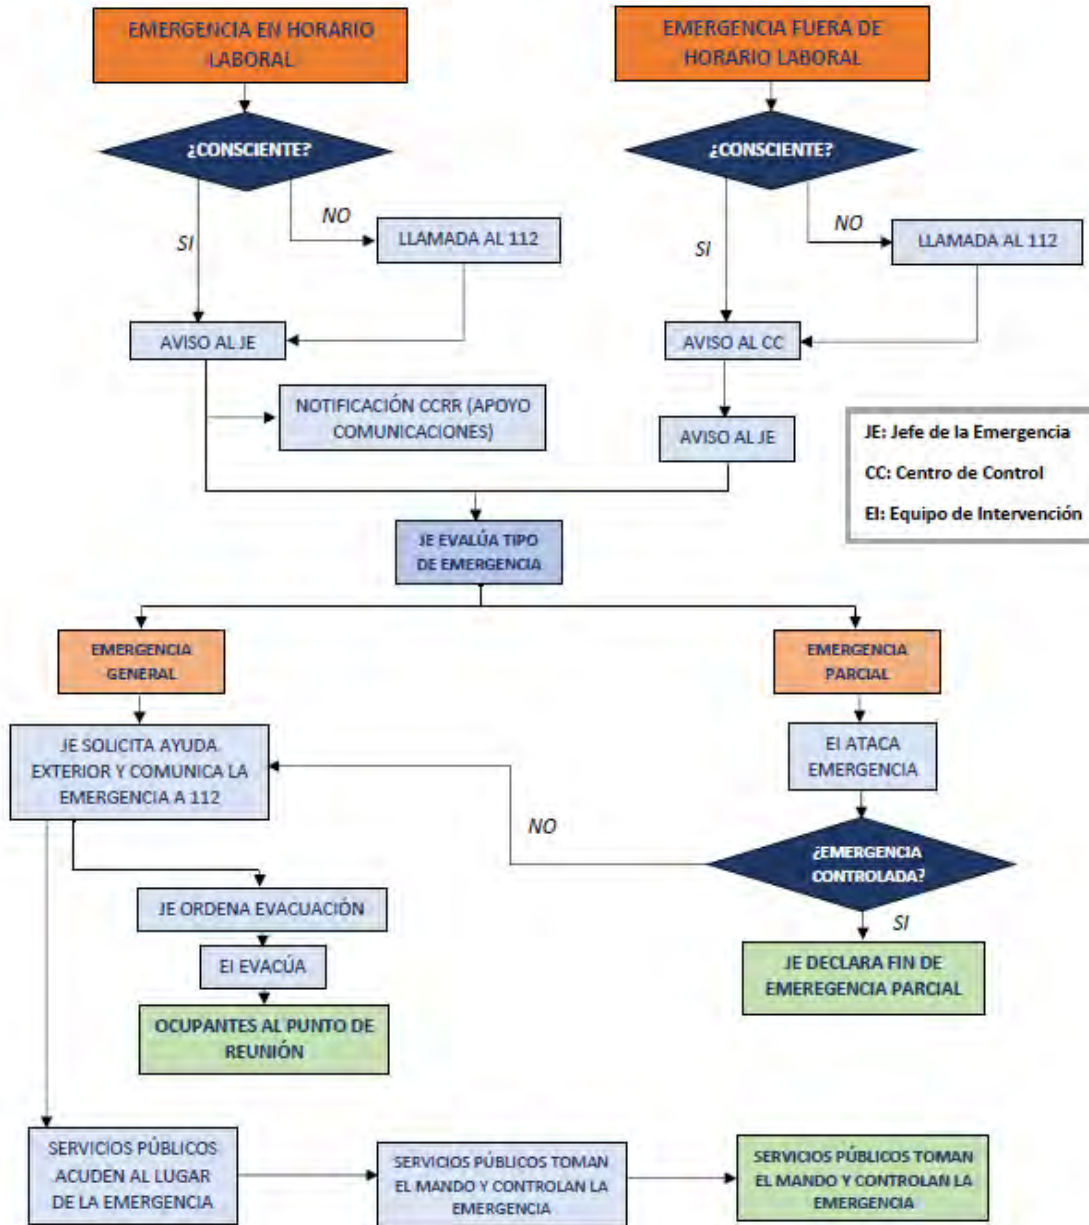 EMERGENCIA EN HORARIO
LABORAL
EMERGENCIA FUERA DE
HORARIO LABORAL
¿CONSCIENTE?
¿CONSCIENTE?
NO
SI
LLAMADA AL 112
NO
SI
LLAMADA AL 112
AVISO AL JE
AVISO AL CC
NOTIFICACIÓN CCRR (APOYO
COMUNICACIONES)
AVISO AL JE
JE: Jefe de la Emergencia
CC: Centro de Control
EI: Equipo de Intervención
JE EVALÚA TIPO
DE EMERGENCIA
EMERGENCIA
GENERAL
EMERGENCIA
PARCIAL
JE SOLICITA AYUDA
EXTERIOR Y COMUNICA LA
EMERGENCIA A 112
EI ATACA
EMERGENCIA
NO
¿EMERGENCIA
CONTROLADA?
SI
JE ORDENA EVACUACIÓN
EI EVACÚA
JE DECLARA FIN DE
EMEREGENCIA PARCIAL
OCUPANTES AL PUNTO DE
REUNIÓN
SERVICIOS PÚBLICOS
ACUDEN AL LUGAR
DE LA EMERGENCIA
SERVICIOS PÚBLICOS TOMAN
EL MANDO Y CONTROLAN LA
EMERGENCIA
SERVICIOS PÚBLICOS TOMAN
EL MANDO Y CONTROLAN LA
EMERGENCIA